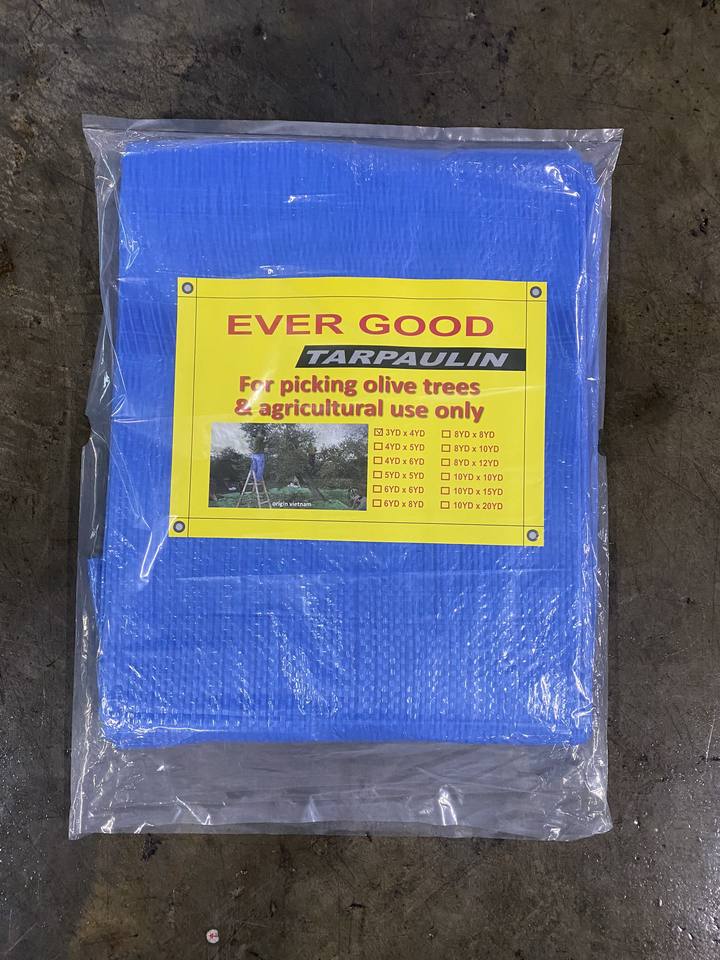 EVER GOOD
TARPAULIN
For picking olive trees
& agricultural use only
3YD x 4YD
4YD x 5YD
4YD x 6YD
5YD x 5YD
6YD x 6YD
6YD x 8YD
8YD x 8YD
8YD x 10YD
8YD x 12YD
10YD x 10YD
10YD x 15YD
10YD x 20YD
origin vietnam